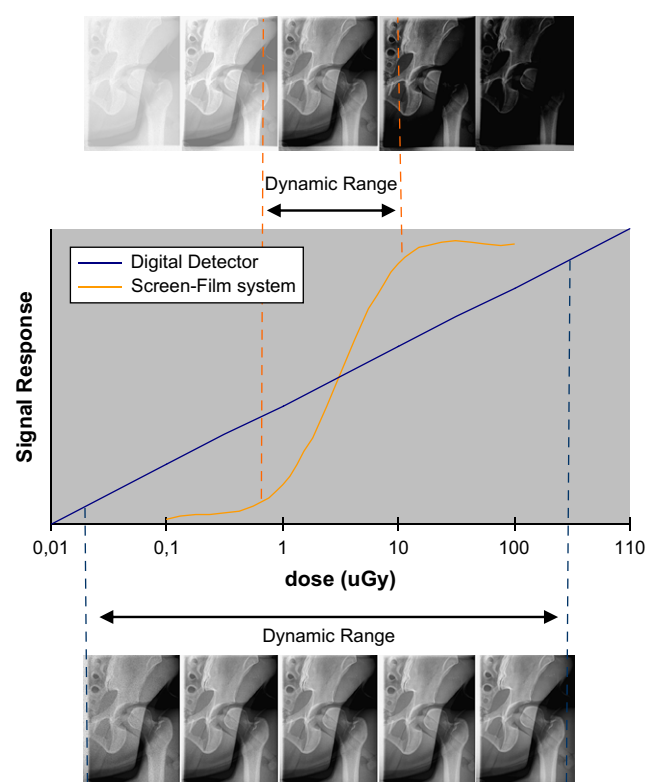 Dynamic Range
Digital Detector
Screen-Film system
Signal Response
0,01
0,1
1
10
100
110
dose (uGy)
Dynamic Range